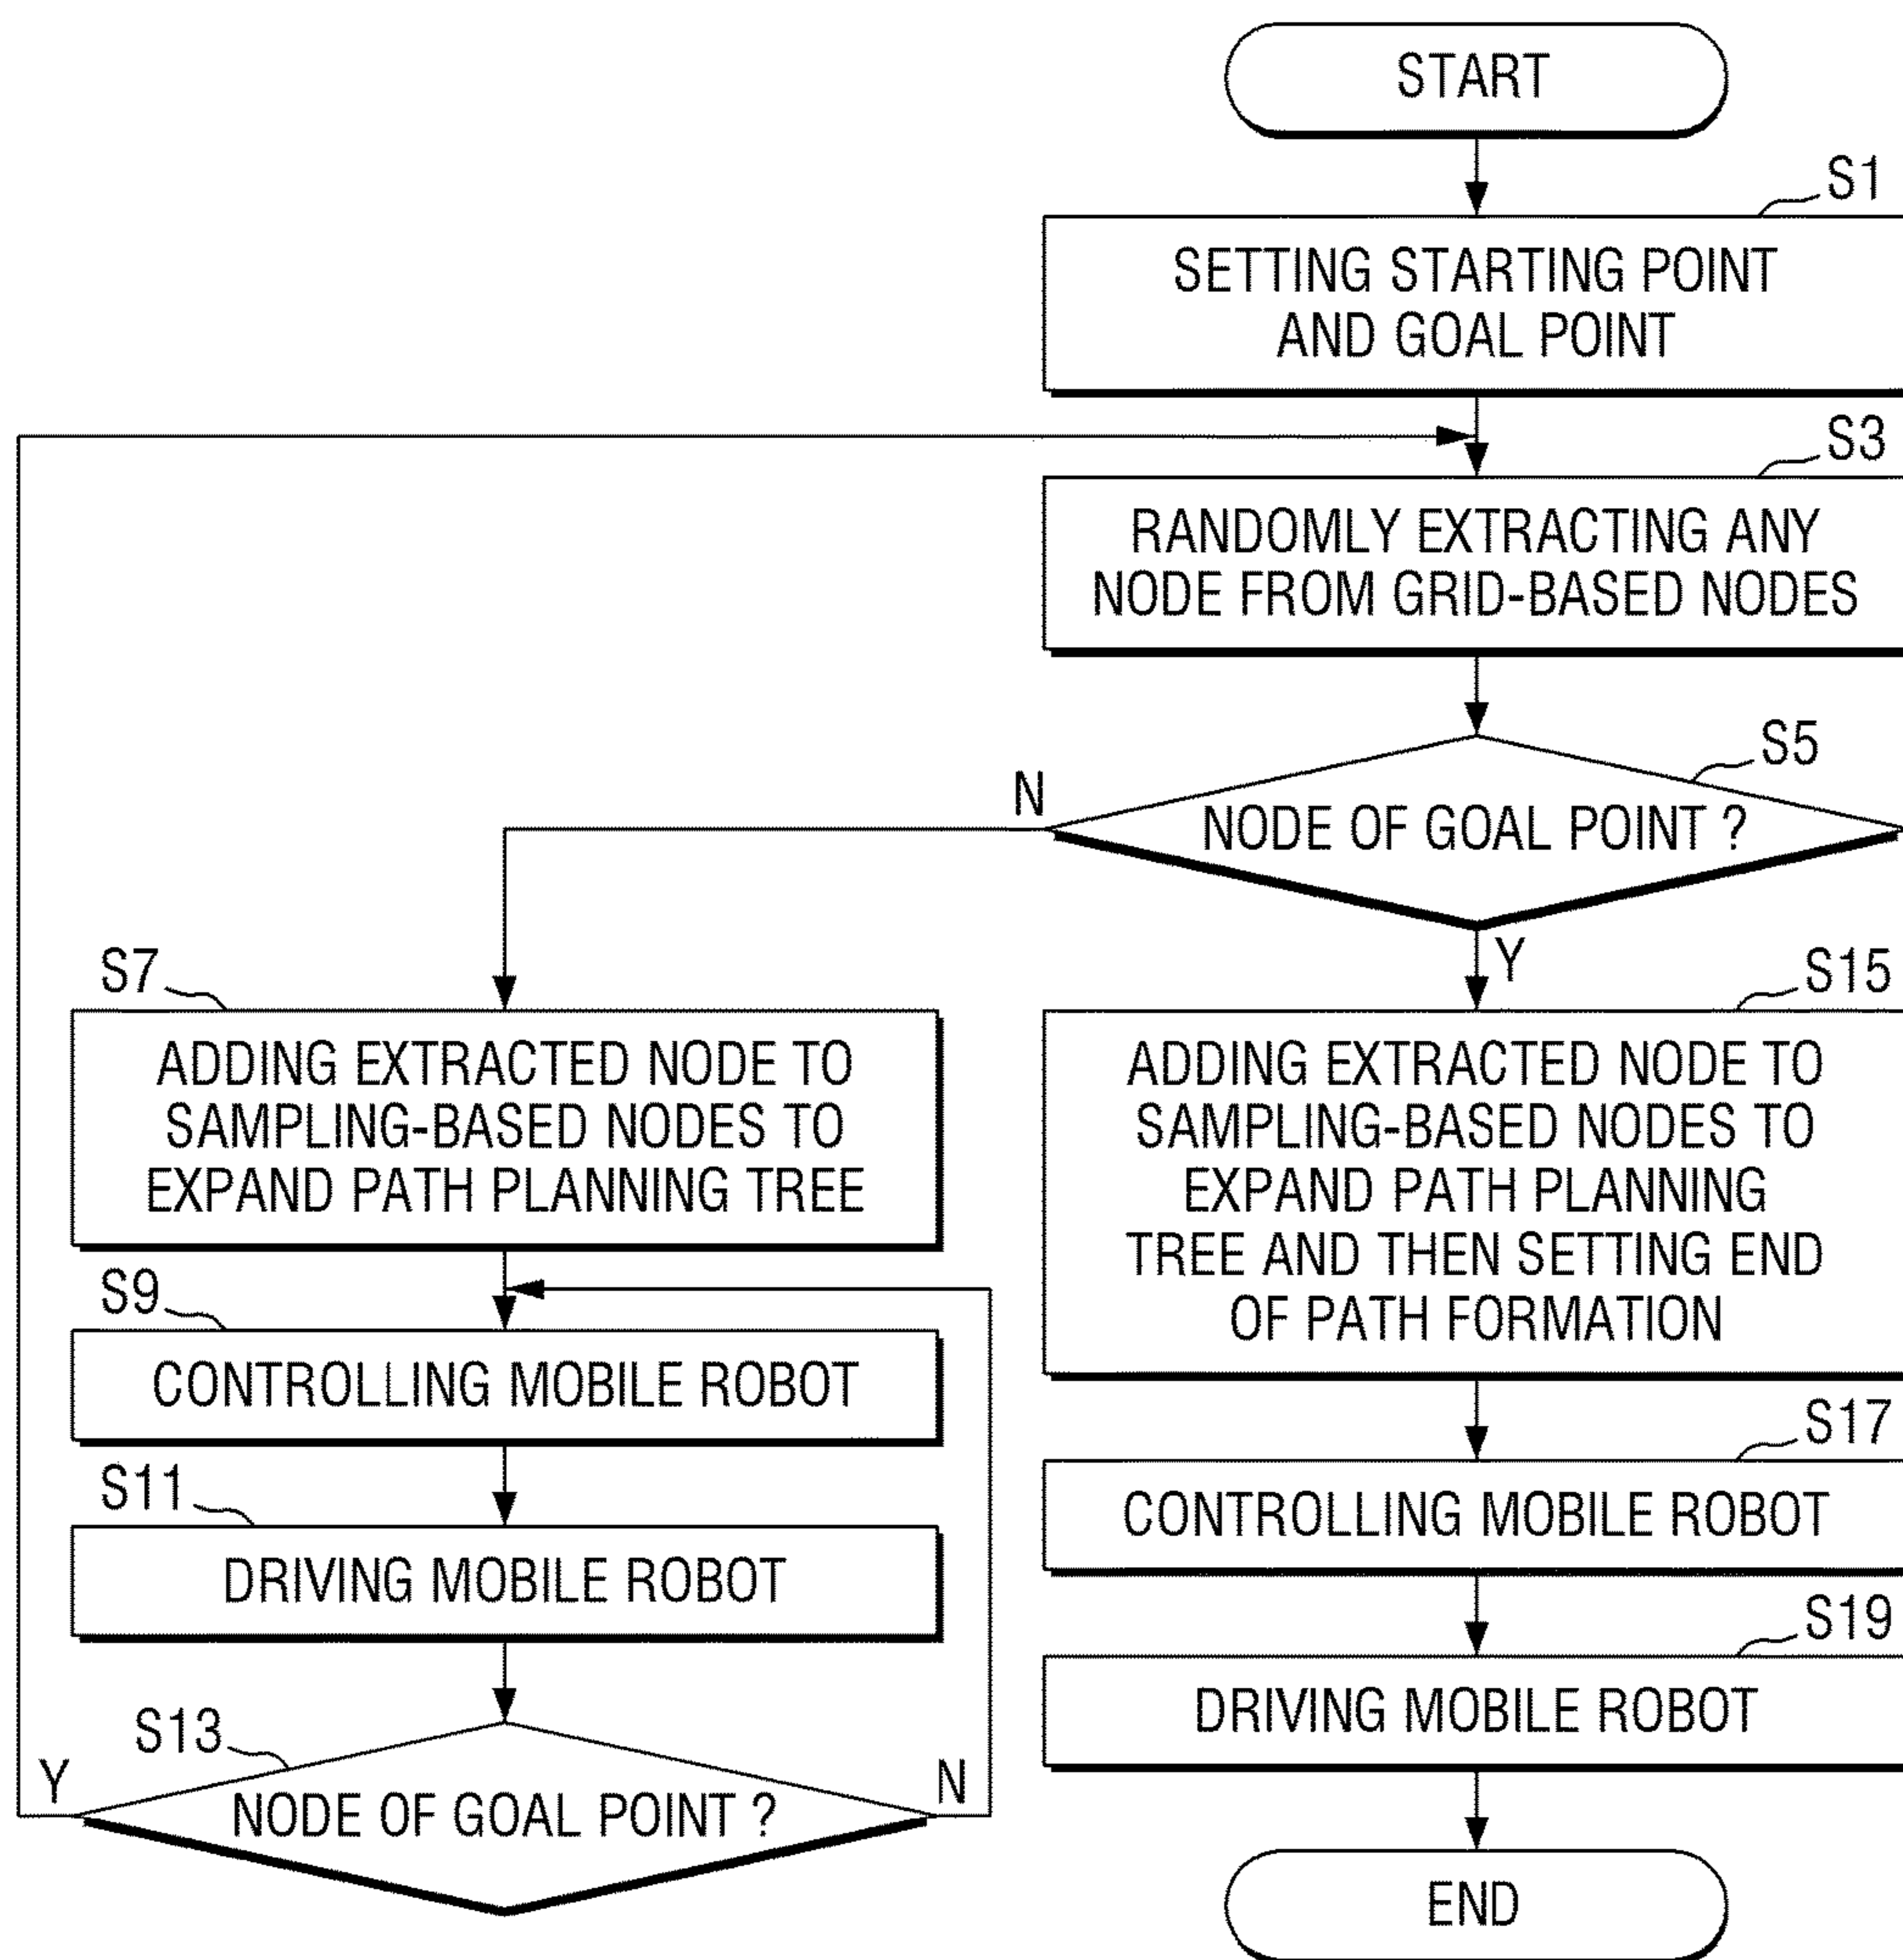 START
S1
SETTING STARTING POINT
AND GOAL POINT
S3
RANDOMLY EXTRACTING ANY
NODE FROM GRID-BASED NODES
S5
NODE OF GOAL POINT ?
N
Y
S7
ADDING EXTRACTED NODE TO
SAMPLING-BASED NODES TO
EXPAND PATH PLANNING TREE
S9
CONTROLLING MOBILE ROBOT
S11
DRIVING MOBILE ROBOT
S13
NODE OF GOAL POINT ?
Y
N
S15
ADDING EXTRACTED NODE TO
SAMPLING-BASED NODES TO
EXPAND PATH PLANNING
TREE AND THEN SETTING END
OF PATH FORMATION
S17
CONTROLLING MOBILE ROBOT
S19
DRIVING MOBILE ROBOT
END